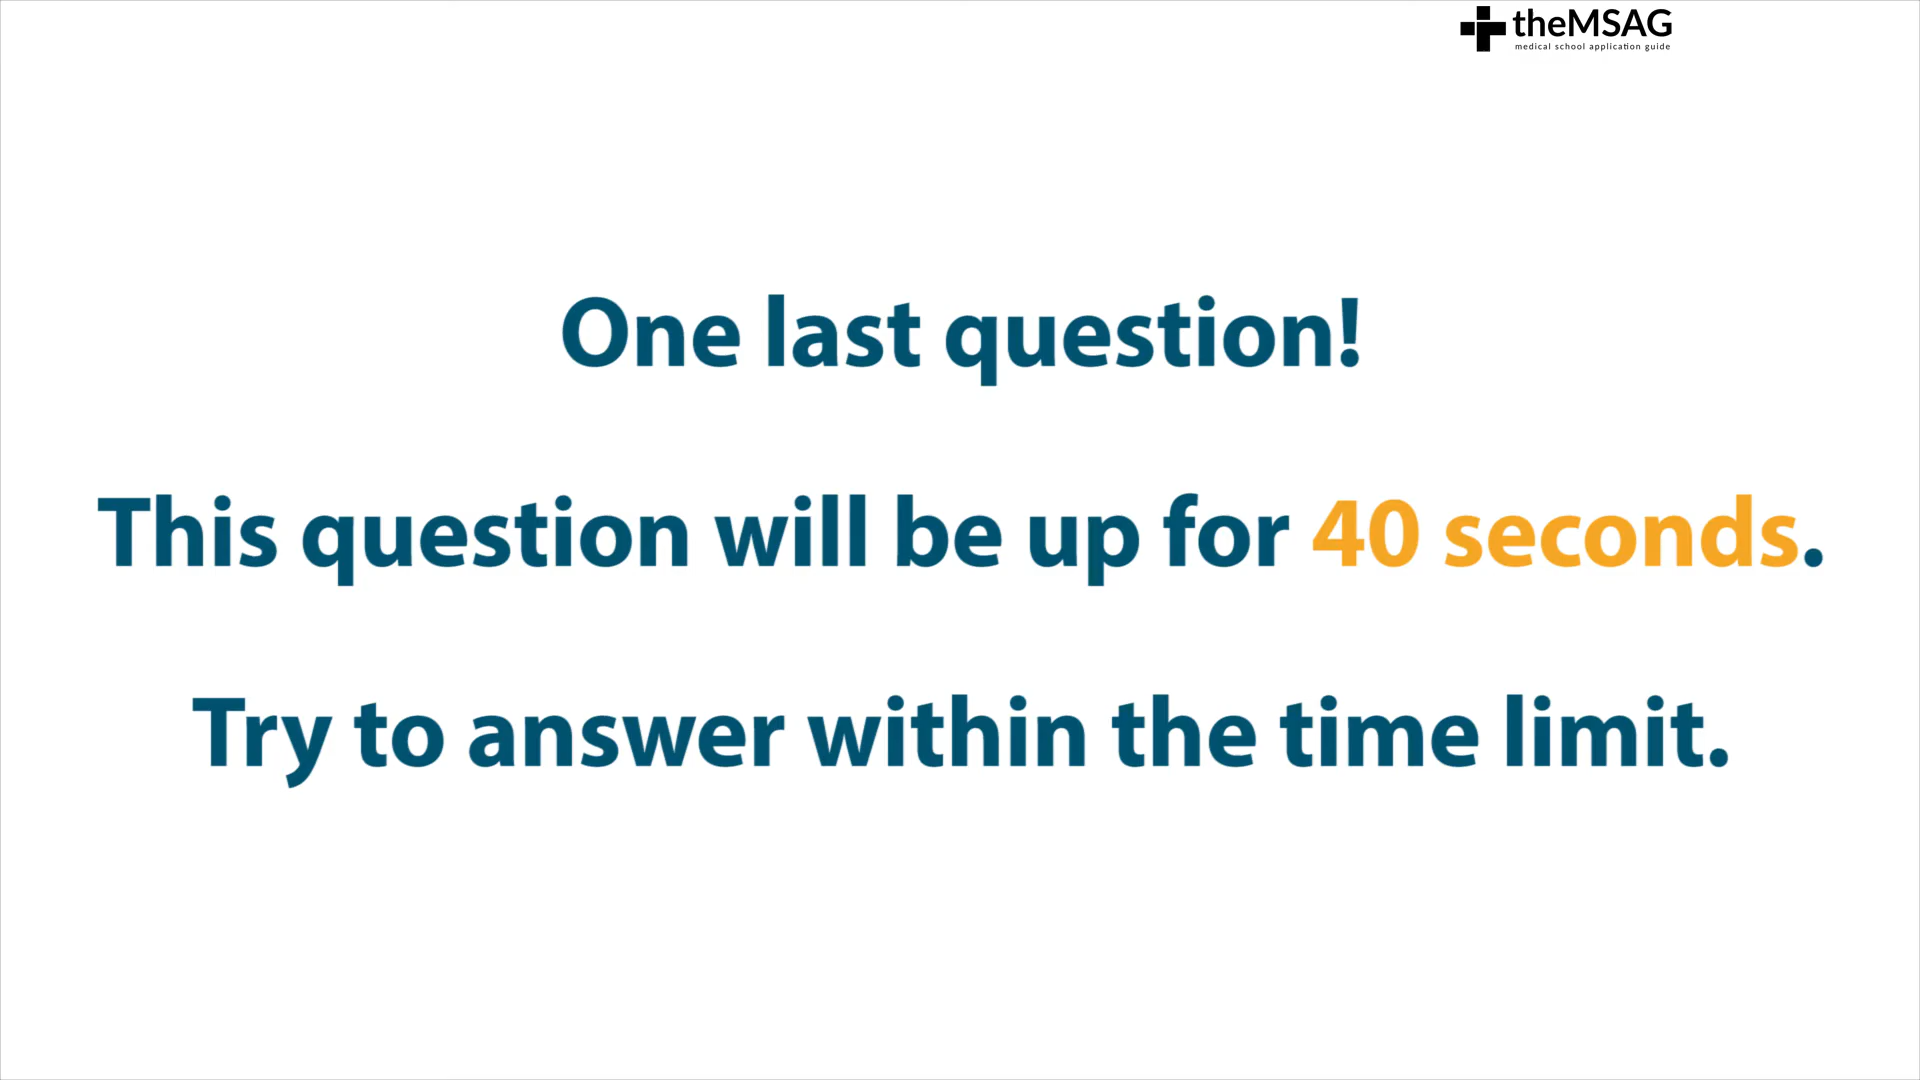 theMSAG
medical school application guide
One last question!
This question will be up for 40 seconds.
Try to answer within the time limit.